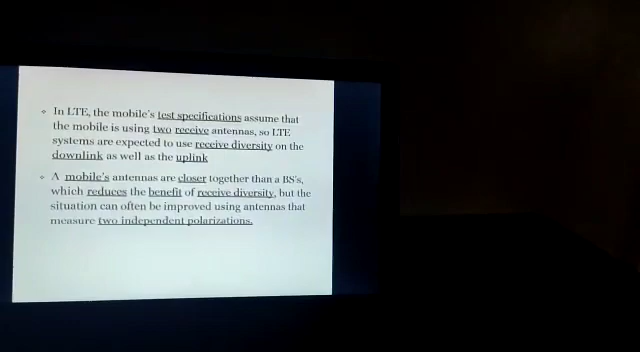 In LTE, the mobile's test specifications assume that
the mobile is using two receive antennas, so LTE
systems are expected to use receive diversity on the
downlink as well as the uplink
A mobile's antennas are closer together than a BS's,
which reduces the benefit of receive diversity, but the
situation can often be improved using antennas that
measure two independent polarizations.